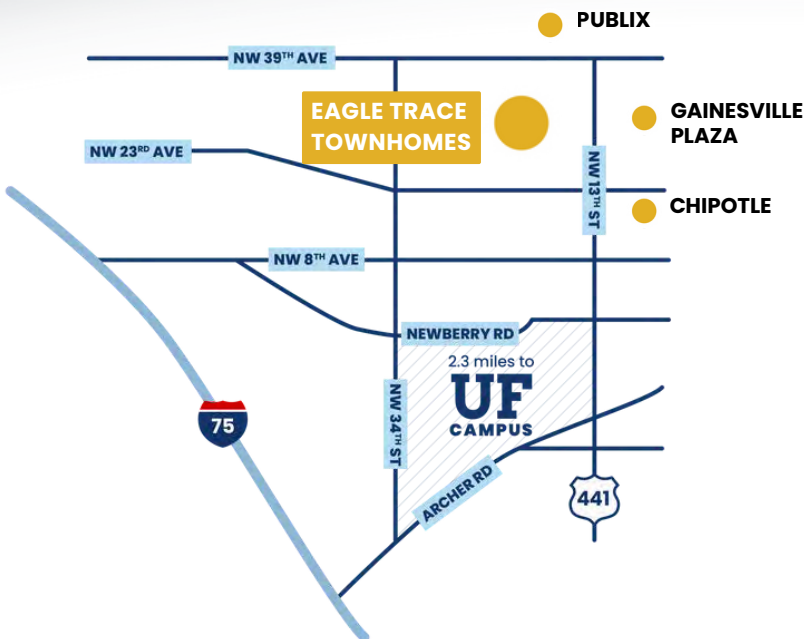 PUBLIX
NW 39TH AVE
EAGLE TRACE
TOWNHOMES
GAINESVILLE
PLAZA
NW 23RD AVE
NW 13TH ST
CHIPOTLE
NW 8TH AVE
NEWBERRY RD
2.3 miles to
UF
CAMPUS
NW 34TH ST
75
ARCHER RD
441